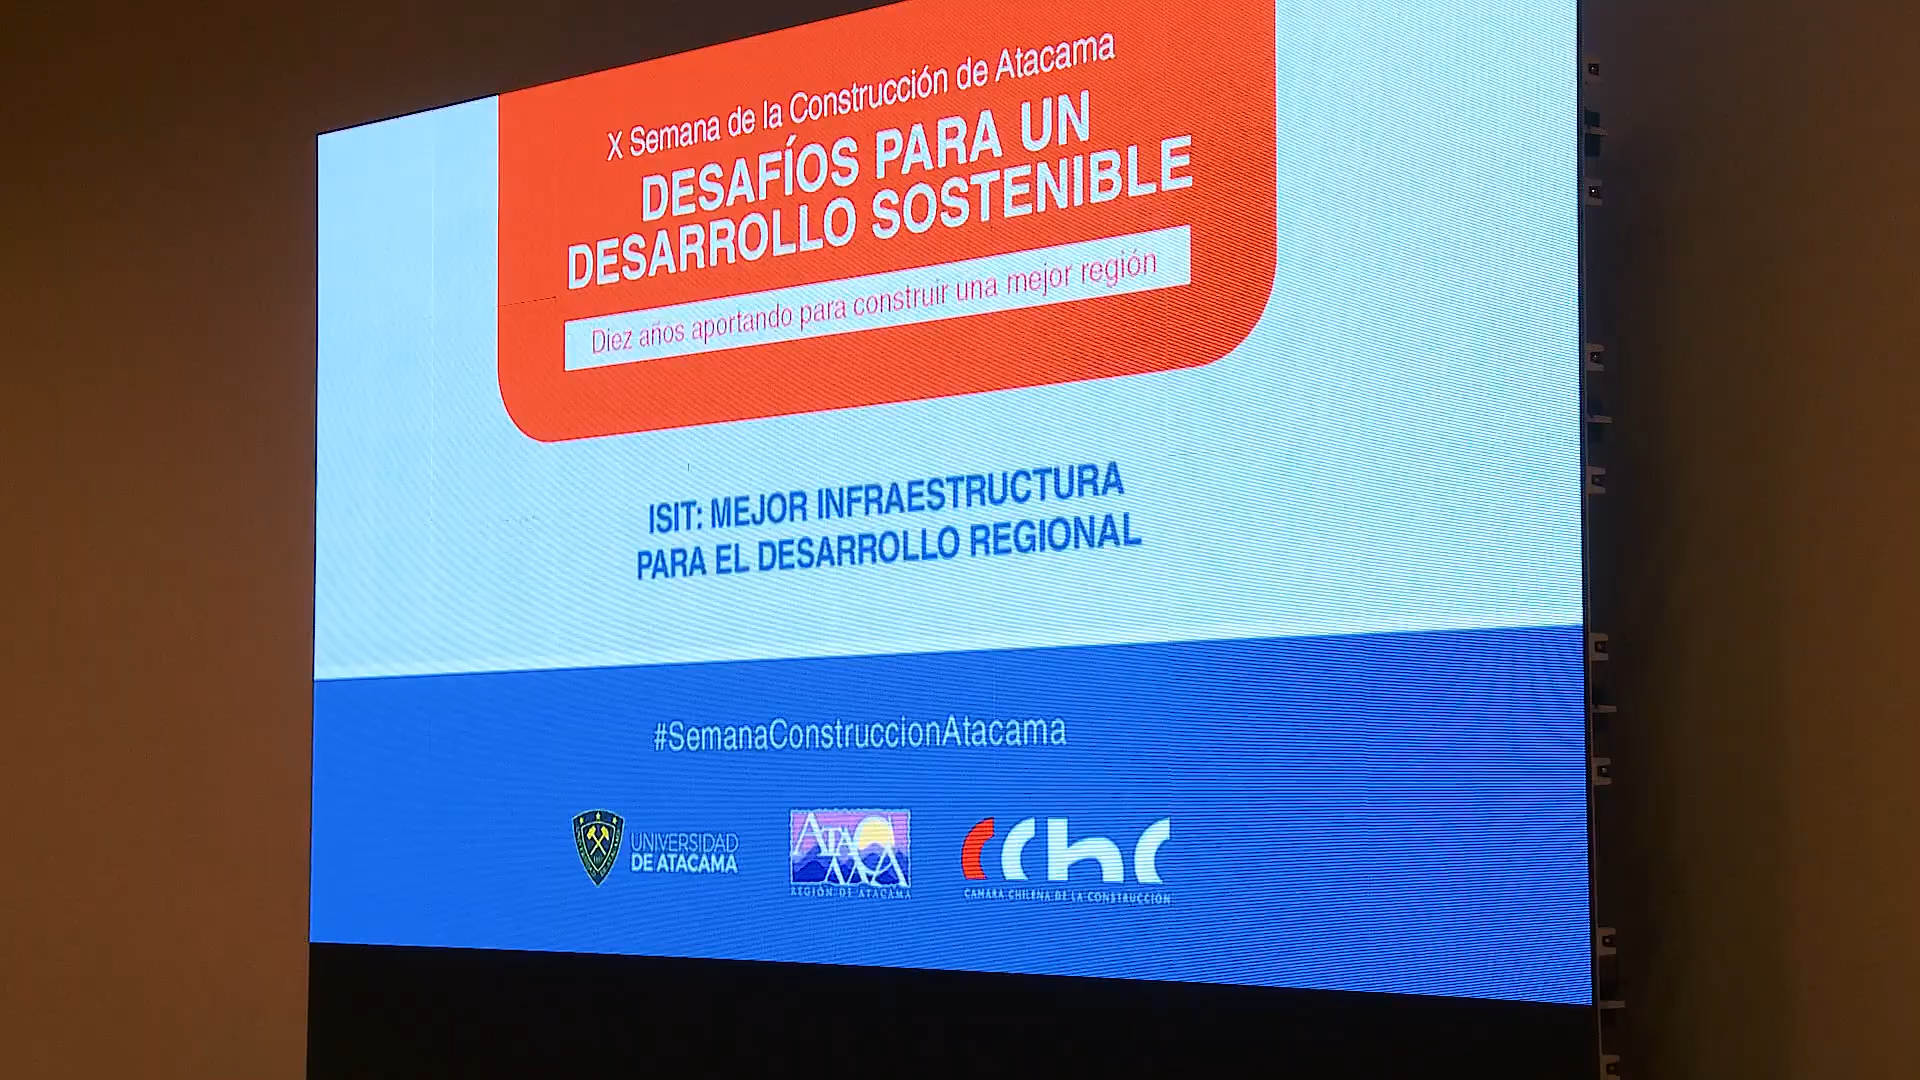 X Semana de la Construcción de Atacama
DESAFÍOS PARA UN
DESARROLLO SOSTENIBLE
Diez años aportando para construir una mejor región
ISIT: MEJOR INFRAESTRUCTURA
PARA EL DESARROLLO REGIONAL
#SemanaConstruccionAtacama
UNIVERSIDAD
DE ATACAMA
ATACAMA
REGIÓN DE ATACAMA
CChC
CAMARA CHILENA DE LA CONSTRUCCION